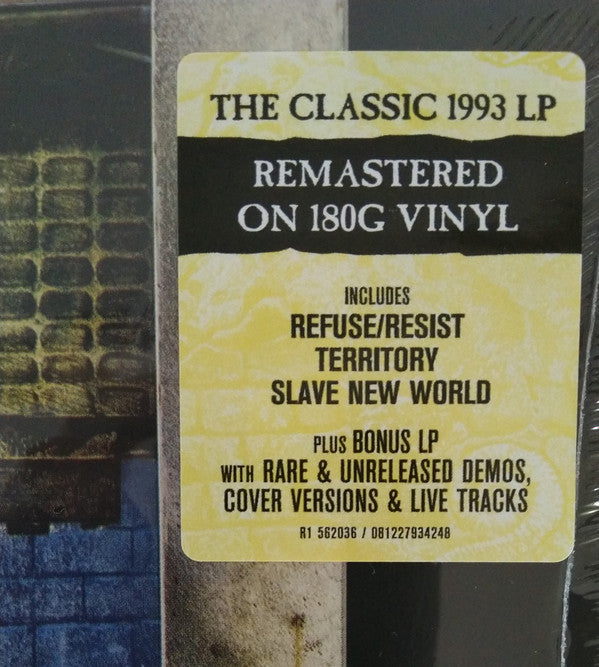 THE CLASSIC 1993 LP
REMASTERED
ON 180G VINYL
INCLUDES
REFUSE/RESIST
TERRITORY
SLAVE NEW WORLD
PLUS BONUS LP
WITH RARE & UNRELEASED DEMOS,
COVER VERSIONS & LIVE TRACKS
R1 562036 / 081227934248